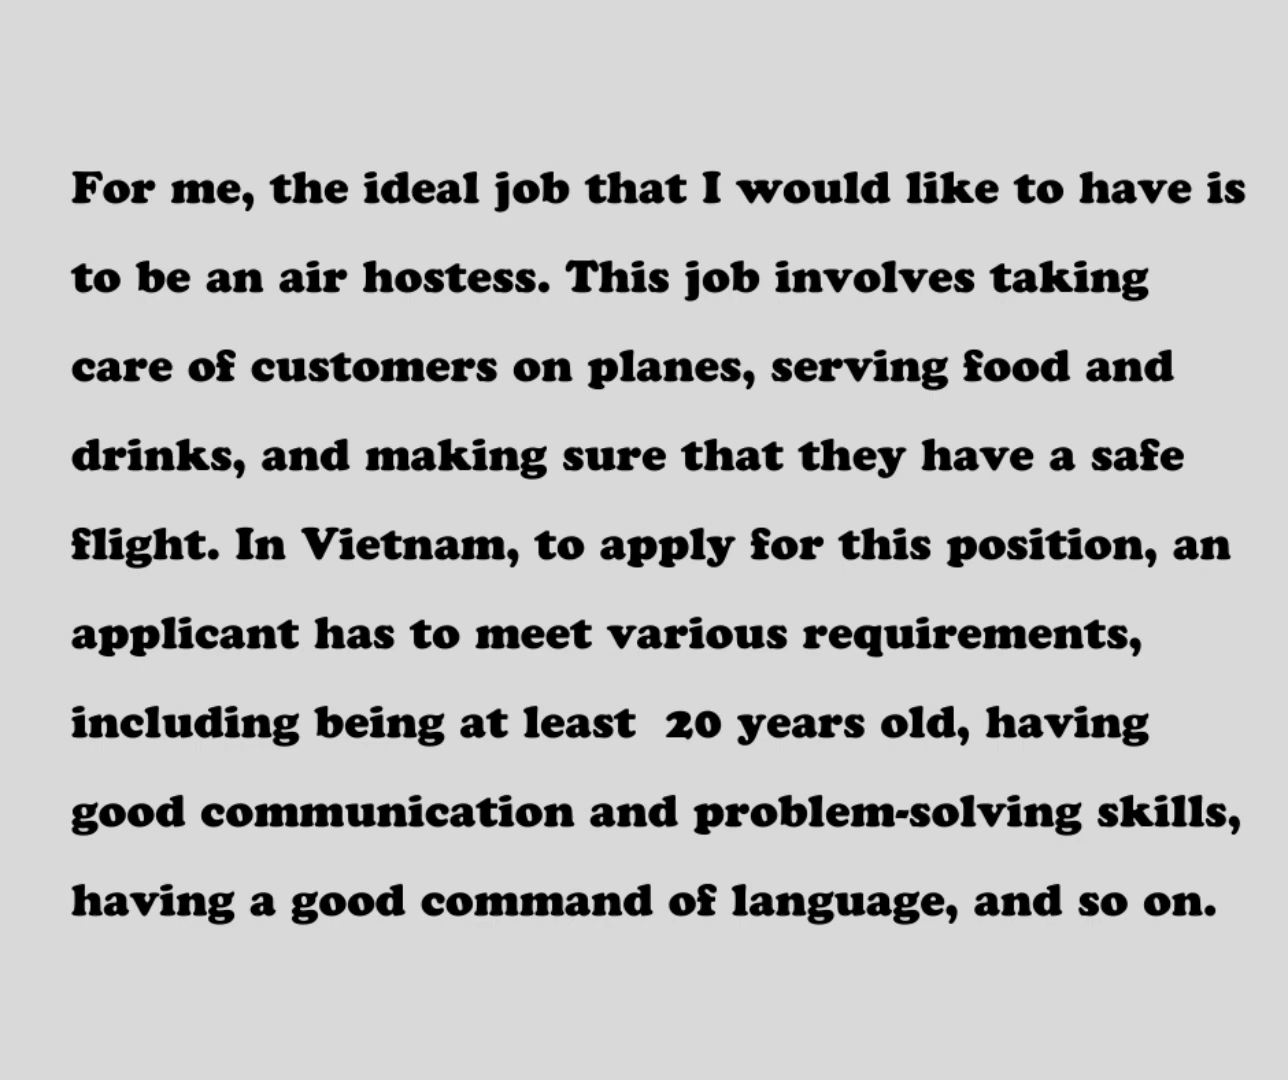 For me, the ideal job that I would like to have is
to be an air hostess. This job involves taking
care of customers on planes, serving food and
drinks, and making sure that they have a safe
flight. In Vietnam, to apply for this position, an
applicant has to meet various requirements,
including being at least  20 years old, having
good communication and problem-solving skills,
having a good command of language, and so on.